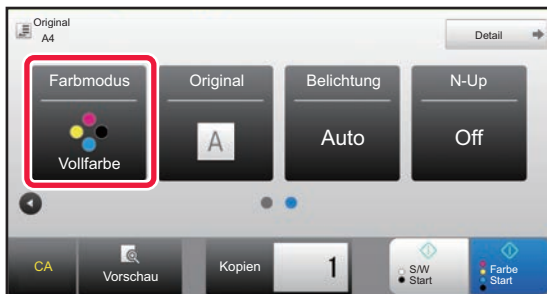 Original
A4
Detail
Farbmodus
Vollfarbe
Original
A
Belichtung
Auto
N-Up
Off
CA
Vorschau
Kopien
1
S/W
Start
Farbe
Start